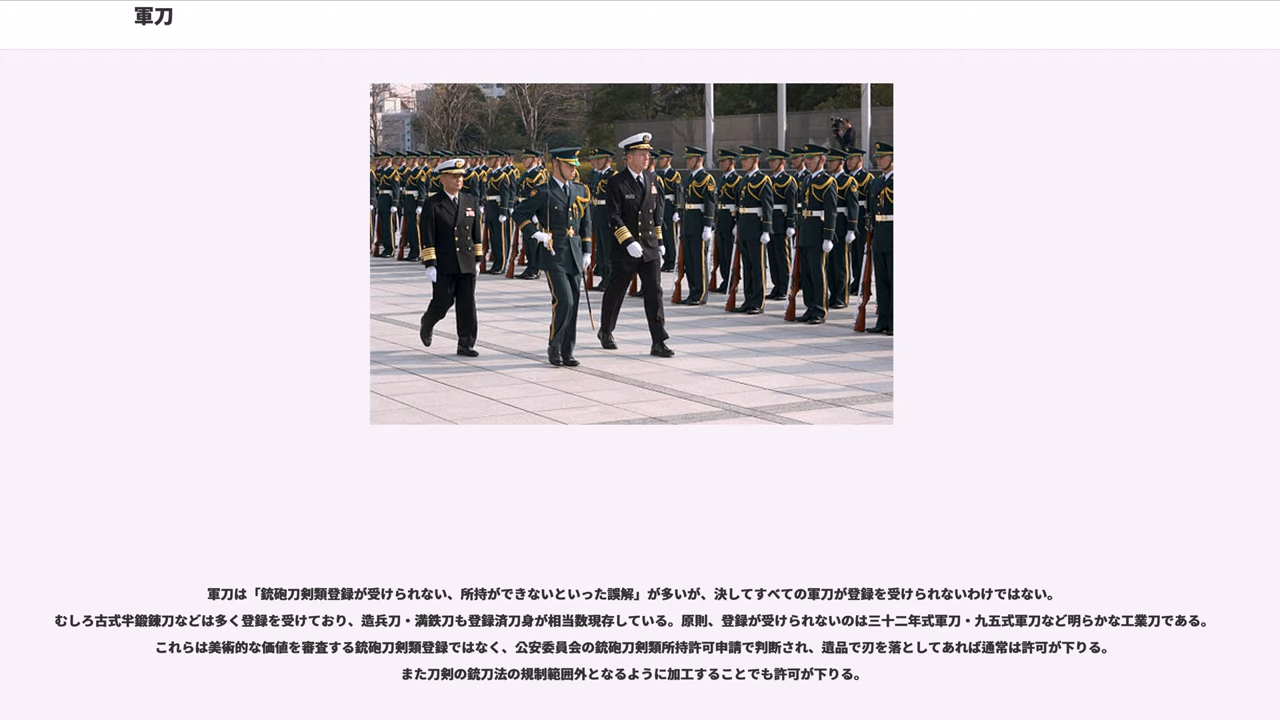 軍刀
軍刀は「銃砲刀剣類登録が受けられない、所持ができないといった誤解」が多いが、決してすべての軍刀が登録を受けられないわけではない。
むしろ古式半鍛錬刀などは多く登録を受けており、造兵刀・満鉄刀も登録済刀身が相当数現存している。原則、登録が受けられないのは三十二年式軍刀・九五式軍刀など明らかな工業刀である。
これらは美術的な価値を審査する銃砲刀剣類登録ではなく、公安委員会の銃砲刀剣類所持許可申請で判断され、遺品で刃を落としてあれば通常は許可が下りる。
また刀剣の銃刀法の規制範囲外となるように加工することでも許可が下りる。